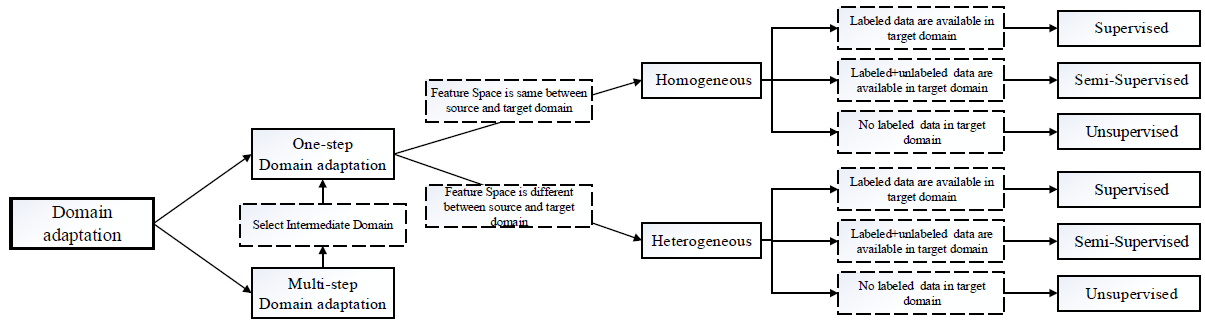 Domain
adaptation
One-step
Domain adaptation
Select Intermediate Domain
Multi-step
Domain adaptation
Feature Space is same between
source and target domain
Feature Space is different
between source and target
domain
Homogeneous
Labeled data are available in
target domain
Supervised
Labeled+unlabeled data are
available in target domain
Semi-Supervised
No labeled data in target
domain
Unsupervised
Heterogeneous
Labeled data are available in
target domain
Supervised
Labeled+unlabeled data are
available in target domain
Semi-Supervised
No labeled data in target
domain
Unsupervised